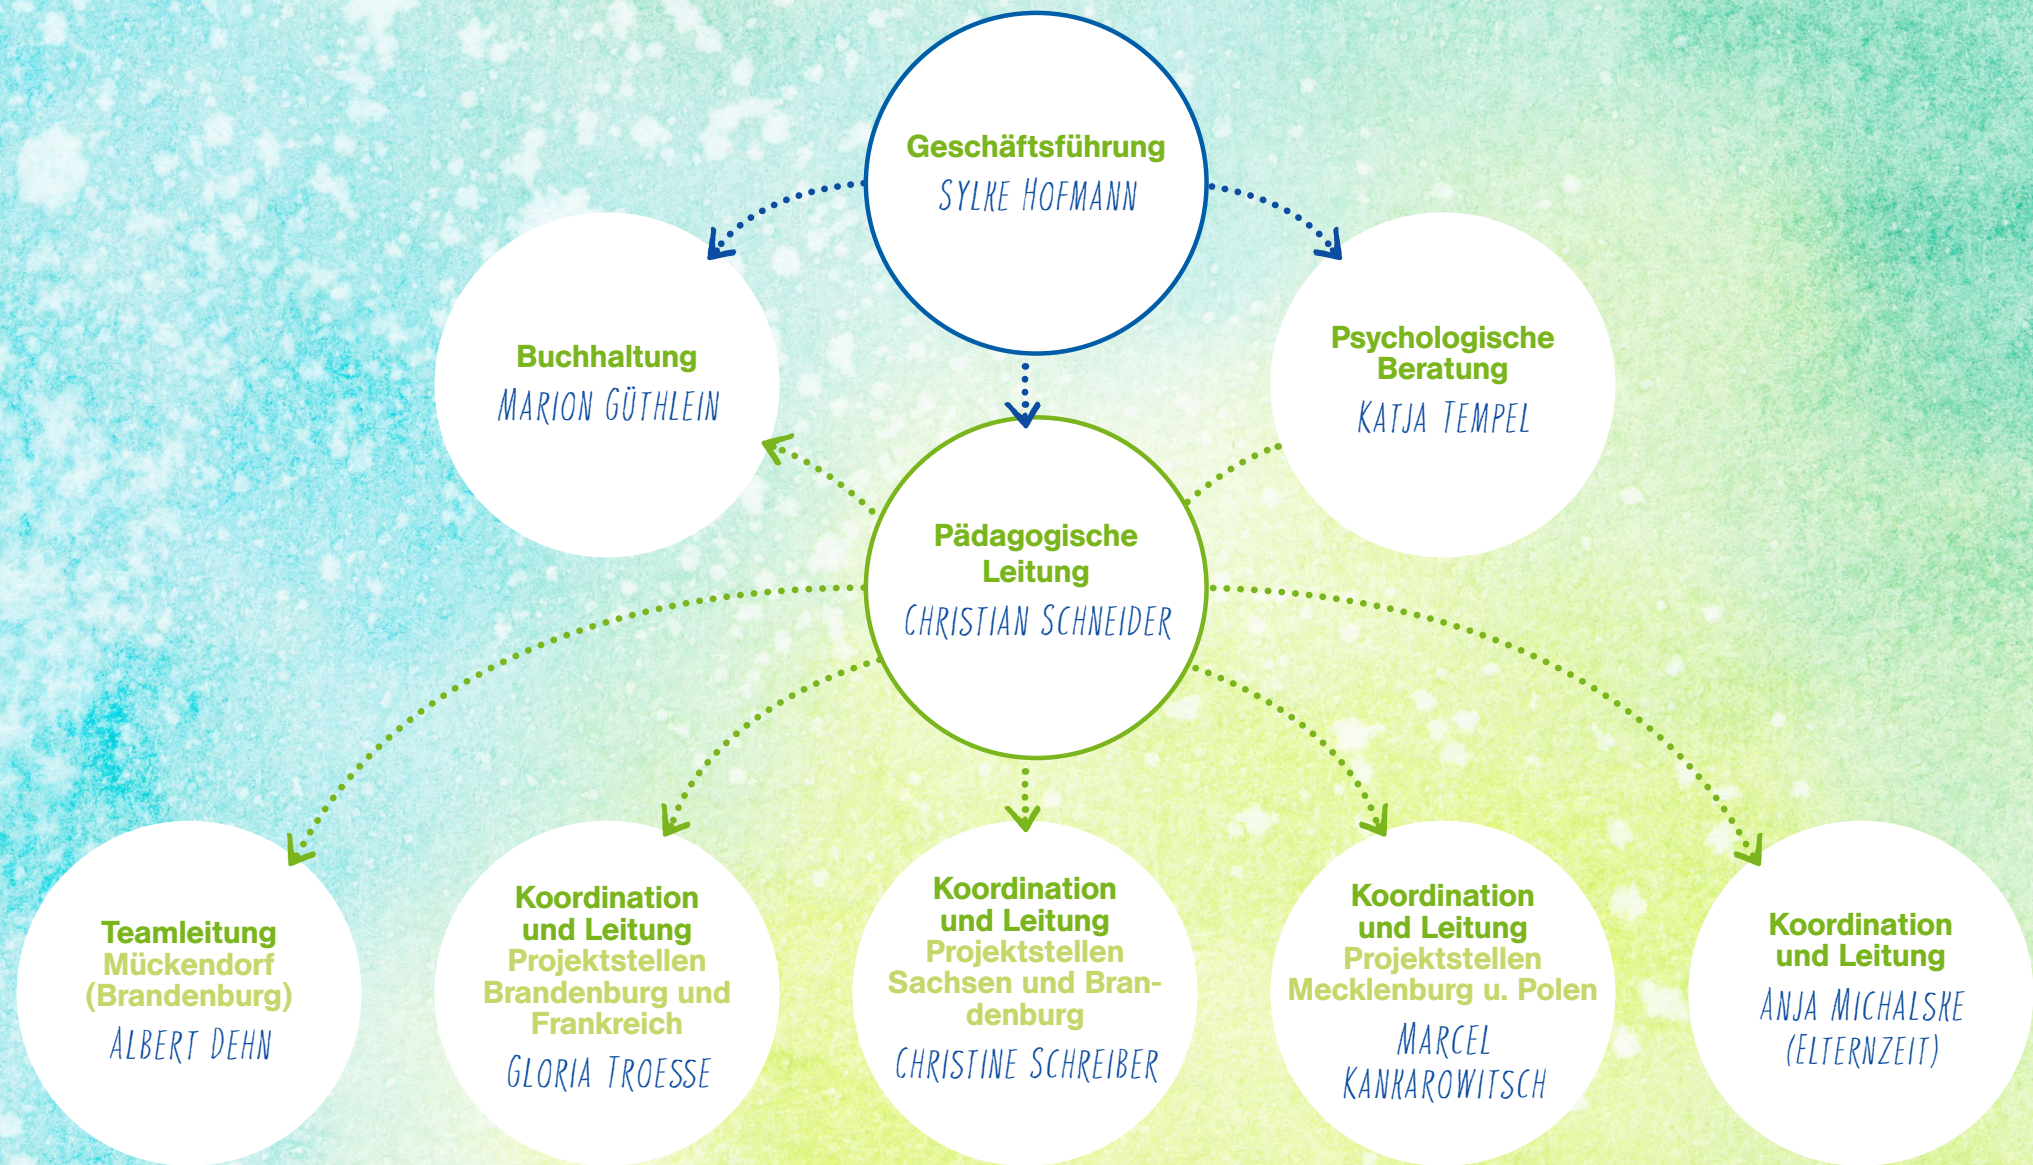 Geschäftsführung
SYLKE HOFMANN
Buchhaltung
MARION GÜTHLEIN
Psychologische
Beratung
KATJA TEMPEL
Pädagogische
Leitung
CHRISTIAN SCHNEIDER
Teamleitung
Mückendorf
(Brandenburg)
ALBERT DEHN
Koordination
und Leitung
Projektstellen
Brandenburg und
Frankreich
GLORIA TROESSE
Koordination
und Leitung
Projektstellen
Sachsen und Bran-
denburg
CHRISTINE SCHREIBER
Koordination
und Leitung
Projektstellen
Mecklenburg u. Polen
MARCEL
KANKAROWITSCH
Koordination
und Leitung
ANJA MICHALSKE
(ELTERNZEIT)